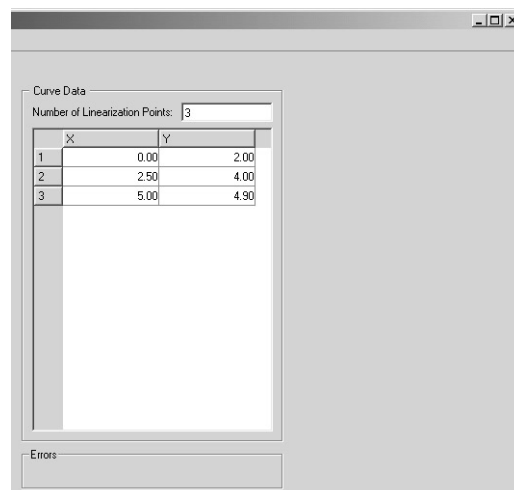 Curve Data
Number of Linearization Points: 3
X Y
1 0.00 2.00
2 2.50 4.00
3 5.00 4.90
Errors